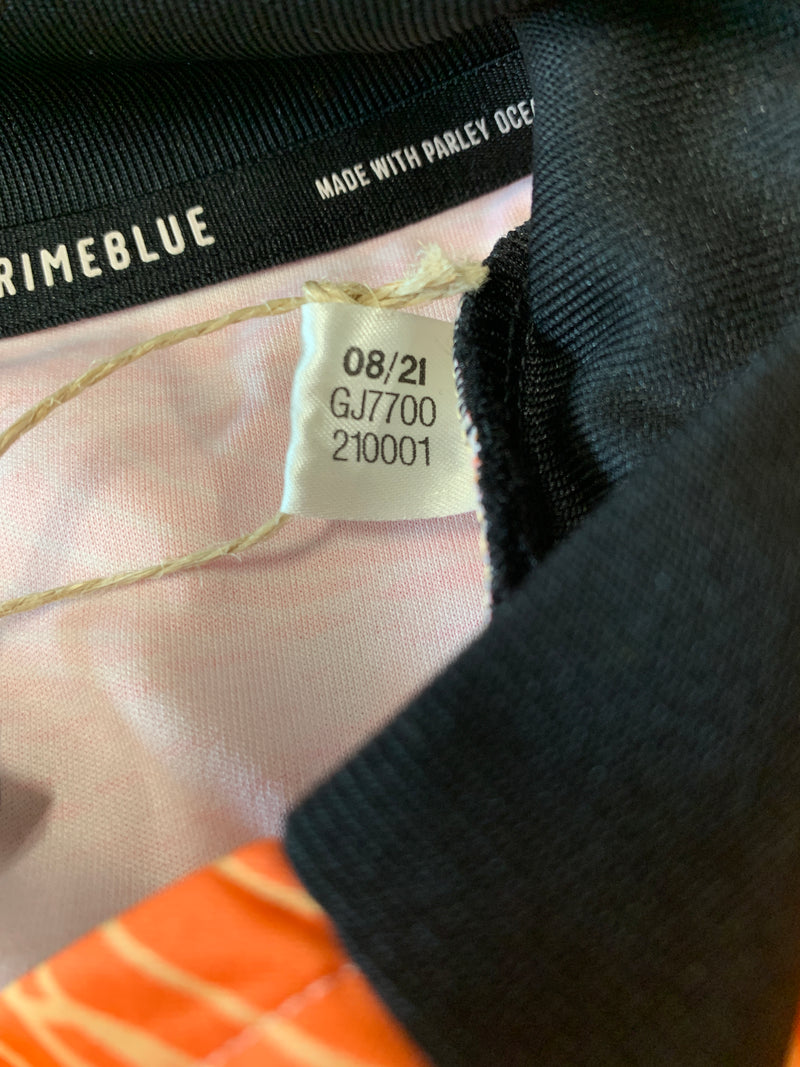 MADE WITH PARLEY OCE
RIMEBLUE
08/21
GJ7700
210001